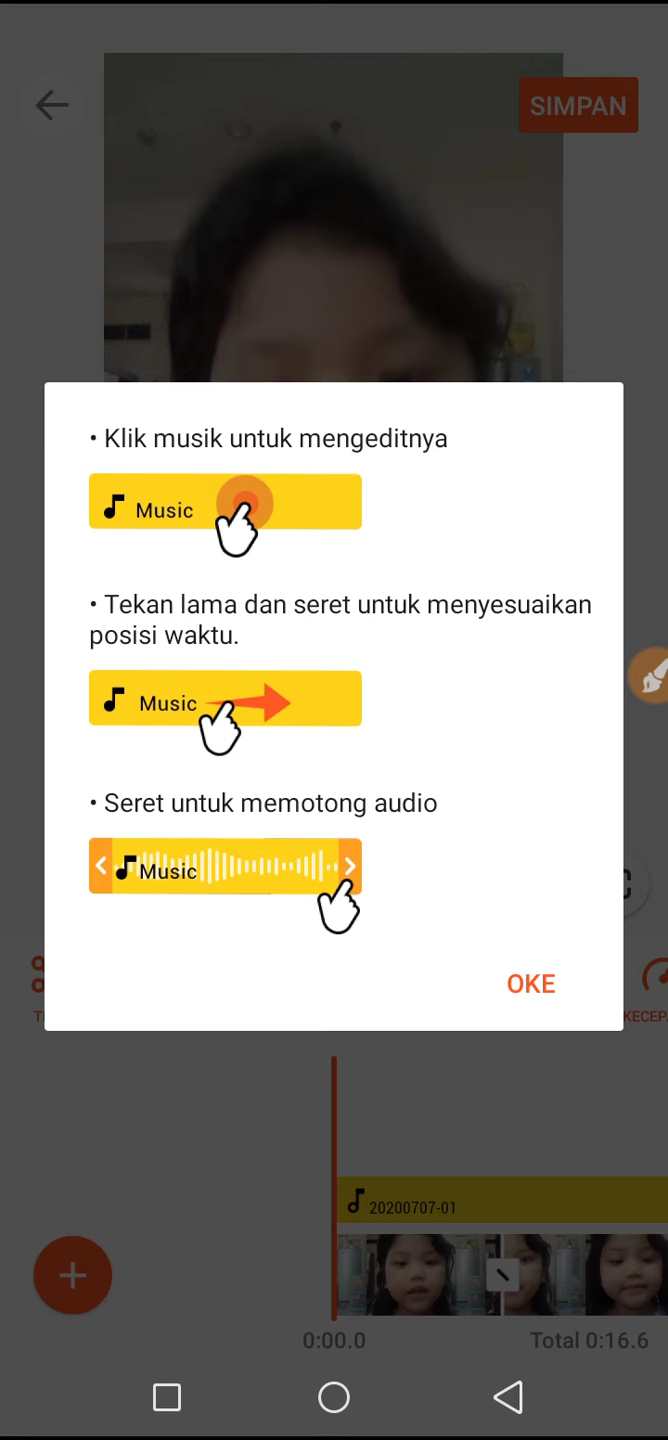 SIMPAN
• Klik musik untuk mengeditnya
Music
• Tekan lama dan seret untuk menyesuaikan
posisi waktu.
Music
• Seret untuk memotong audio
Music
OKE
20200707-01
0:00.0
Total 0:16.6